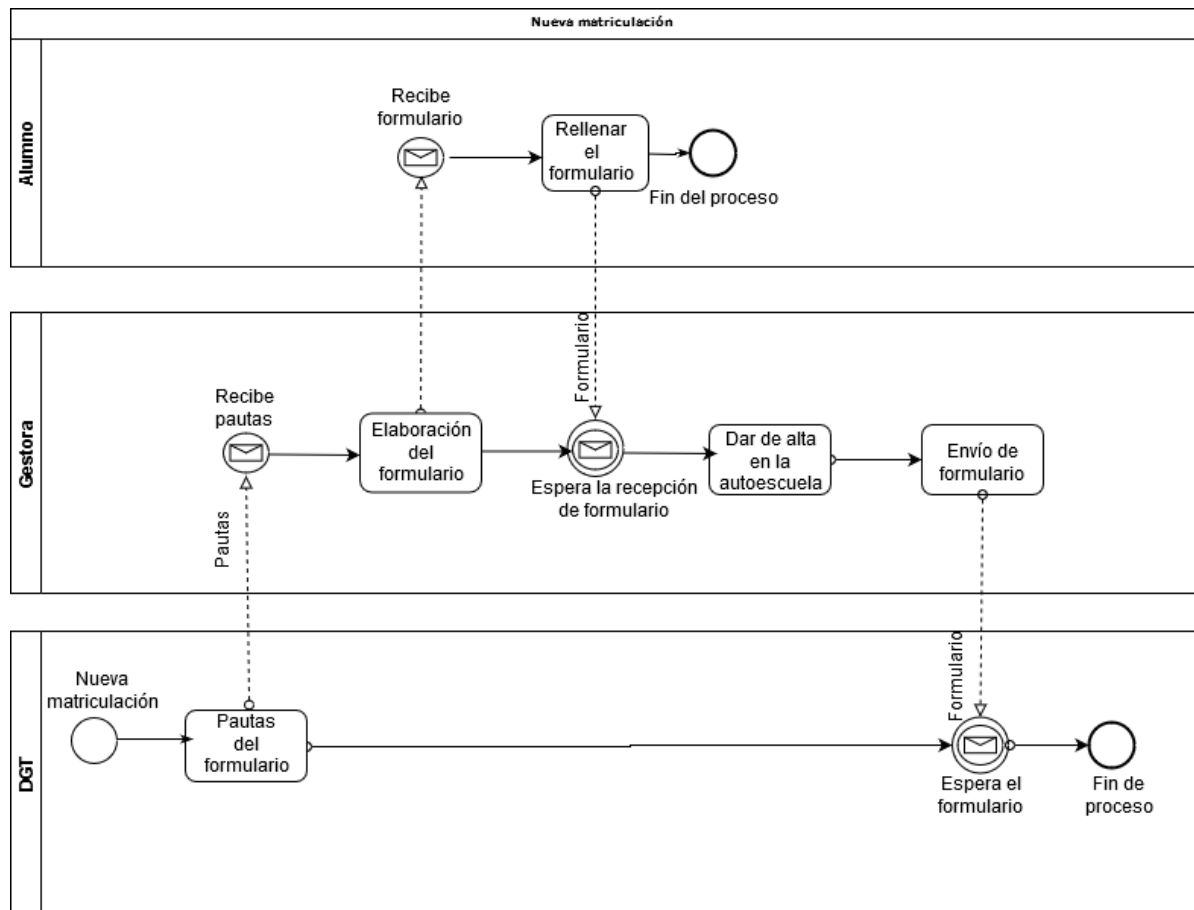 Nueva matriculación
Alumno
Recibe
formulario
Rellenar
el
formulario
Fin del proceso
Gestora
Recibe
pautas
Elaboración
del
formulario
Formulario
Espera la recepción
de formulario
Dar de alta
en la
autoescuela
Envío de
formulario
Pautas
DGT
Nueva
matriculación
Pautas
del
formulario
Formulario
Espera el
formulario
Fin de
proceso